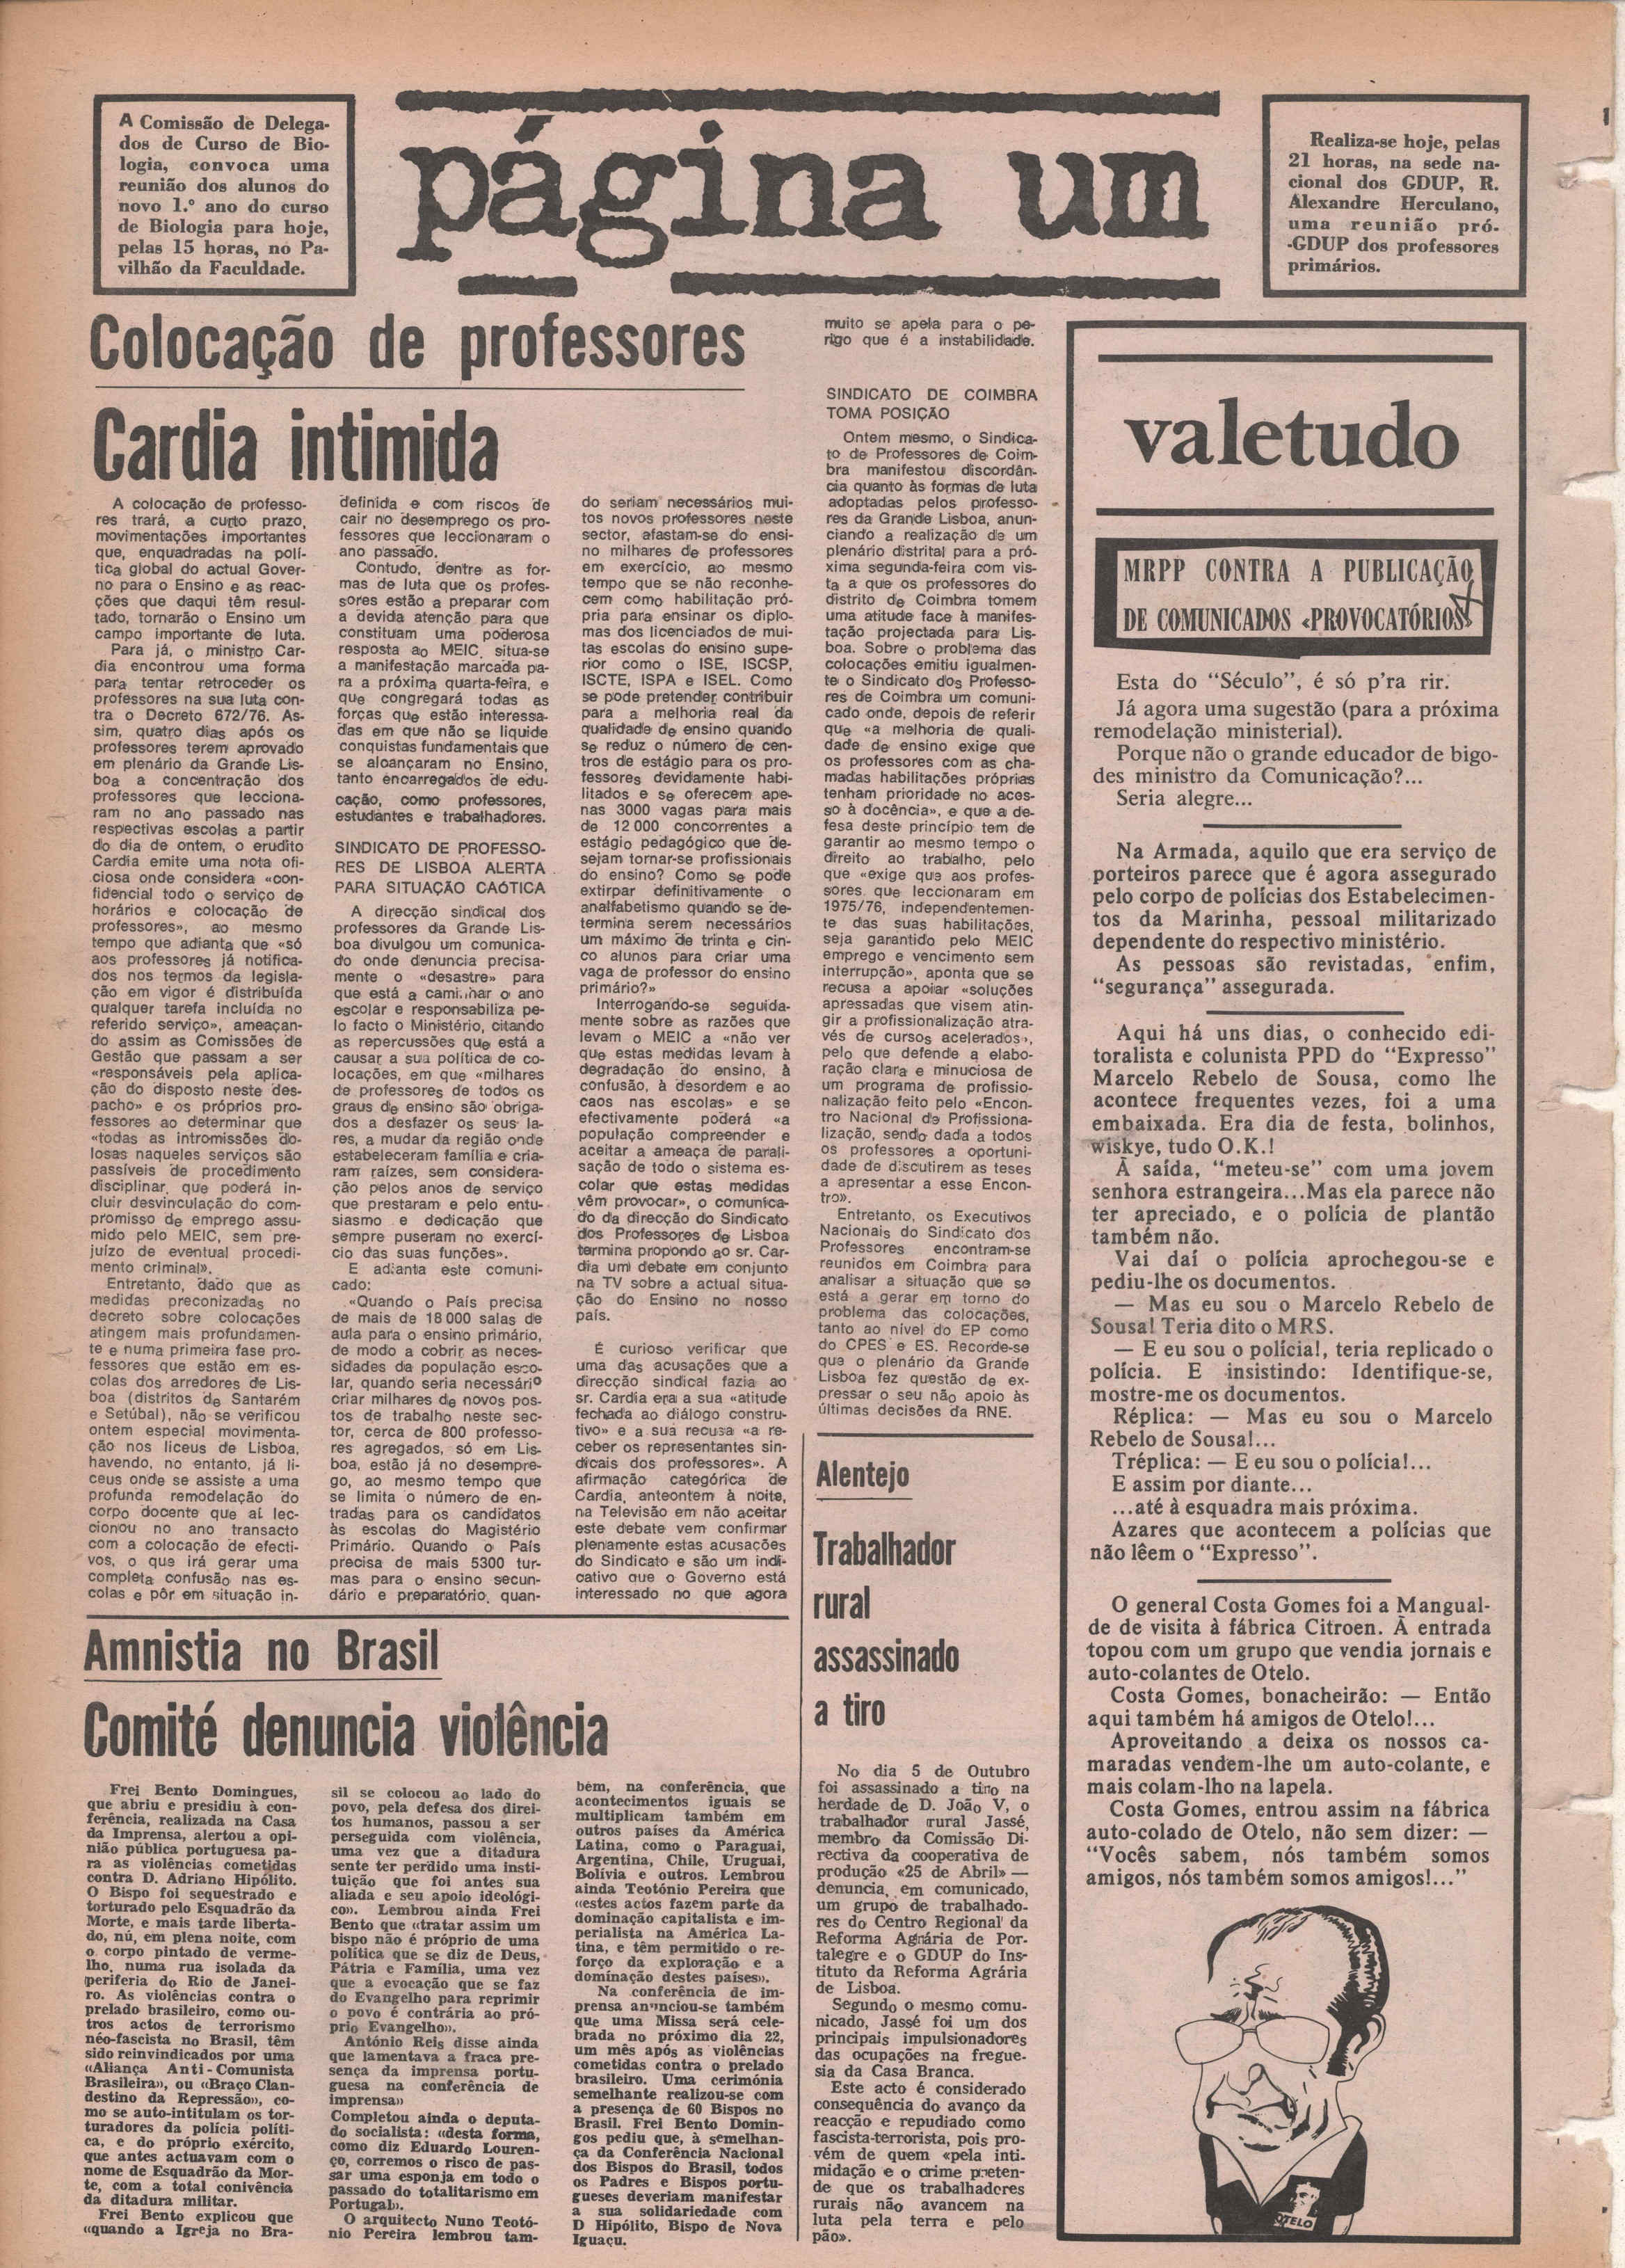 A Comissão de Delega-
dos de Curso de Bio-
logia, convoca uma
reunião dos alunos do
novo 1.º ano do curso
de Biologia para hoje,
pelas 15 horas, no Pa-
vilhão da Faculdade.
página um
Realiza-se hoje, pelas
21 horas, na sede na-
cional dos GDUP, R.
Alexandre Herculano,
uma reunião pró-
-GDUP dos professores
primários.
Colocação de professores
Cardia intimida
A colocação de professo-
res trará, a curto prazo,
movimentações importantes
que, enquadradas na polí-
tica global do actual Gover-
no para o Ensino e as reac-
ções que daqui têm resul-
tado, tornarão o Ensino um
campo importante de luta.
Para já, o ministro Car-
dia encontrou uma forma
para tentar retroceder os
professores na sua luta con-
tra o Decreto 672/76. As-
sim, quatro dias após os
professores terem aprovado
em plenário da Grande Lis-
boa a concentração dos
professores que lecciona-
ram no ano passado nas
respectivas escolas a partir
do dia de ontem, o erudito
Cardia emite uma nota ofi-
ciosa onde considera «con-
fidencial todo o serviço de
horários e colocação de
professores», ao mesmo
tempo que adianta que «só
aos professores já notifica-
dos nos termos da legisla-
ção em vigor é distribuída
qualquer tarefa incluída no
referido serviço», ameaçan-
do assim as Comissões de
Gestão que passam a ser
«responsáveis pela aplica-
ção do disposto neste des-
pacho» e os próprios pro-
fessores ao determinar que
«todas as intromissões do-
losas naqueles serviços são
passíveis de procedimento
disciplinar, que poderá in-
cluir desvinculação do com-
promisso de emprego assu-
mido pelo MEIC, sem pre-
juízo de eventual procedi-
mento criminal».
Entretanto, dado que as
medidas preconizadas no
decreto sobre colocações
atingem mais profundamen-
te e numa primeira fase pro-
fessores que estão em es-
colas dos arredores de Lis-
boa (distritos de Santarém
e Setúbal), não se verificou
ontem especial movimenta-
ção nos liceus de Lisboa,
havendo, no entanto, já li-
ceus onde se assiste a uma
profunda remodelação do
corpo docente que aí lec-
cionou no ano transacto
com a colocação de efecti-
vos, o que irá gerar uma
completa confusão nas es-
colas e pôr em situação in-
definida e com riscos de
cair no desemprego os pro-
fessores que leccionaram o
ano passado.
Contudo, dentre as for-
mas de luta que os profes-
sores estão a preparar com
a devida atenção para que
constituam uma poderosa
resposta ao MEIC, situa-se
a manifestação marcada pa-
ra a próxima quarta-feira, e
que congregará todas as
forças que estão interessa-
das em que não se liquide
conquistas fundamentais que
se alcançaram no Ensino,
tanto encarregados de edu-
cação, como professores,
estudantes e trabalhadores.
SINDICATO DE PROFESSO-
RES DE LISBOA ALERTA
PARA SITUAÇÃO CAÓTICA
A direcção sindical dos
professores da Grande Lis-
boa divulgou um comunica-
do onde denuncia precisa-
mente o «desastre» para
que está a caminhar o ano
escolar e responsabiliza pe-
lo facto o Ministério, citando
as repercussões que está a
causar a sua política de co-
locações, em que «milhares
de professores de todos os
graus de ensino são obriga-
dos a desfazer os seus la-
res, a mudar da região onde
estabeleceram família e cria-
ram raízes, sem considera-
ção pelos anos de serviço
que prestaram e pelo entu-
siasmo e dedicação que
sempre puseram no exercí-
cio das suas funções».
E adianta este comuni-
cado:
«Quando o País precisa
de mais de 18 000 salas de
aula para o ensino primário,
de modo a cobrir as neces-
sidades da população esco-
lar, quando seria necessário
criar milhares de novos pos-
tos de trabalho neste sec-
tor, cerca de 800 professo-
res agregados, só em Lis-
boa, estão já no desempre-
go, ao mesmo tempo que
se limita o número de en-
tradas para os candidatos
às escolas do Magistério
Primário. Quando o País
precisa de mais 5300 tur-
mas para o ensino secun-
dário e preparatório, quan-
do seriam necessários mui-
tos novos professores neste
sector, afastam-se do ensi-
no milhares de professores
em exercício, ao mesmo
tempo que se não reconhe-
cem como habilitação pró-
pria para ensinar os diplo-
mas dos licenciados de mui-
tas escolas do ensino supe-
rior como o ISE, ISCSP,
ISCTE, ISPA e ISEL. Como
se pode pretender contribuir
para a melhoria real da
qualidade de ensino quando
se reduz o número de cen-
tros de estágio para os pro-
fessores devidamente habi-
litados e se oferecem ape-
nas 3000 vagas para mais
de 12 000 concorrentes a
estágio pedagógico que de-
sejam tornar-se profissionais
do ensino? Como se pode
extirpar definitivamente o
analfabetismo quando se de-
termina serem necessários
um máximo de trinta e cin-
co alunos para criar uma
vaga de professor do ensino
primário?»
Interrogando-se seguida-
mente sobre as razões que
levam o MEIC a «não ver
que estas medidas levam à
degradação do ensino, à
confusão, à desordem e ao
caos nas escolas» e se
efectivamente poderá «a
população compreender e
aceitar a ameaça de parali-
sação de todo o sistema es-
colar que estas medidas
vêm provocar», o comunica-
do da direcção do Sindicato
dos Professores de Lisboa
termina propondo ao sr. Car-
dia um debate em conjunto
na TV sobre a actual situa-
ção do Ensino no nosso
país.
É curioso verificar que
uma das acusações que a
direcção sindical fazia ao
sr. Cardia era a sua «atitude
fechada ao diálogo constru-
tivo» e a sua recusa «a re-
ceber os representantes sin-
dicais dos professores». A
afirmação categórica de
Cardia, anteontem à noite,
na Televisão em não aceitar
este debate vem confirmar
plenamente estas acusações
do Sindicato e são um indi-
cativo que o Governo está
interessado no que agora
muito se apela para o pe-
rigo que é a instabilidade.
SINDICATO DE COIMBRA
TOMA POSIÇÃO
Ontem mesmo, o Sindica-
to de Professores de Coim-
bra manifestou discordân-
cia quanto às formas de luta
adoptadas pelos professo-
res da Grande Lisboa, anun-
ciando a realização de um
plenário distrital para a pró-
xima segunda-feira com vis-
ta a que os professores do
distrito de Coimbra tomem
uma atitude face à manifes-
tação projectada para Lis-
boa. Sobre o problema das
colocações emitiu igualmen-
te o Sindicato dos Professo-
res de Coimbra um comuni-
cado onde, depois de referir
que «a melhoria de quali-
dade de ensino exige que
os professores com as cha-
madas habilitações próprias
tenham prioridade no aces-
so à docência», e que a de-
fesa deste princípio tem de
garantir ao mesmo tempo o
direito ao trabalho, pelo
que «exige que aos profes-
sores que leccionaram em
1975/76, independentemen-
te das suas habilitações,
seja garantido pelo MEIC
emprego e vencimento sem
interrupção», aponta que se
recusa a apoiar «soluções
apressadas que visem atin-
gir a profissionalização atra-
vés de cursos acelerados»,
pelo que defende a elabo-
ração clara e minuciosa de
um programa de profissio-
nalização feito pelo «Encon-
tro Nacional de Profissiona-
lização, sendo dada a todos
os professores a oportuni-
dade de discutirem as teses
a apresentar a esse Encon-
tro».
Entretanto, os Executivos
Nacionais do Sindicato dos
Professores encontram-se
reunidos em Coimbra para
analisar a situação que se
está a gerar em torno do
problema das colocações,
tanto ao nível do EP como
do CPES e ES. Recorde-se
que o plenário da Grande
Lisboa fez questão de ex-
pressar o seu não apoio às
últimas decisões da RNE.
Amnistia no Brasil
Comité denuncia violência
Frei Bento Domingues,
que abriu e presidiu à con-
ferência, realizada na Casa
da Imprensa, alertou a opi-
nião pública portuguesa pa-
ra as violências cometidas
contra D. Adriano Hipólito.
O Bispo foi sequestrado e
torturado pelo Esquadrão da
Morte, e mais tarde liberta-
do, nú, em plena noite, com
o corpo pintado de verme-
lho, numa rua isolada da
periferia do Rio de Janei-
ro. As violências contra o
prelado brasileiro, como ou-
tros actos de terrorismo
néo-fascista no Brasil, têm
sido reinvindicados por uma
«Aliança Anti-Comunista
Brasileira», ou «Braço Clan-
destino da Repressão», co-
mo se auto-intitulam os tor-
turadores da polícia políti-
ca, e do próprio exército,
que antes actuavam com o
nome de Esquadrão da Mor-
te, com a total conivência
da ditadura militar.
Frei Bento explicou que
«quando a Igreja no Bra-
sil se colocou ao lado do
povo, pela defesa dos direi-
tos humanos, passou a ser
perseguida com violência,
uma vez que a ditadura
sente ter perdido uma insti-
tuição que foi antes sua
aliada e seu apoio ideológi-
co». Lembrou ainda Frei
Bento que «tratar assim um
bispo não é próprio de uma
política que se diz de Deus,
Pátria e Família, uma vez
que a evocação que se faz
do Evangelho para reprimir
o povo é contrária ao pró-
prio Evangelho».
António Reis disse ainda
que lamentava a fraca pre-
sença da imprensa portu-
guesa na conferência de
imprensa»
Completou ainda o deputa-
do socialista: «desta forma,
como diz Eduardo Louren-
ço, corremos o risco de pas-
sar uma esponja em todo o
passado do totalitarismo em
Portugal».
O arquitecto Nuno Teotó-
nio Pereira lembrou tam-
bém, na conferência, que
acontecimentos iguais se
multiplicam também em
outros países da América
Latina, como o Paraguai,
Argentina, Chile, Uruguai,
Bolívia e outros. Lembrou
ainda Teotónio Pereira que
«estes actos fazem parte da
dominação capitalista e im-
perialista na América La-
tina, e têm permitido o re-
forço da exploração e a
dominação destes países».
Na conferência de im-
prensa anunciou-se também
que uma Missa será cele-
brada no próximo dia 22,
um mês após as violências
cometidas contra o prelado
brasileiro. Uma cerimónia
semelhante realizou-se com
a presença de 60 Bispos no
Brasil. Frei Bento Domin-
gos pediu que, à semelhan-
ça da Conferência Nacional
dos Bispos do Brasil, todos
os Padres e Bispos portu-
gueses deveriam manifestar
a sua solidariedade com
D Hipólito, Bispo de Nova
Iguaçu.
Alentejo
Trabalhador
rural
assassinado
a tiro
No dia 5 de Outubro
foi assassinado a tiro na
herdade de D. João V, o
trabalhador rural Jassé,
membro da Comissão Di-
rectiva da cooperativa de
produção «25 de Abril» —
denuncia, em comunicado,
um grupo de trabalhado-
res do Centro Regional da
Reforma Agrária de Por-
talegre e o GDUP do Ins-
tituto da Reforma Agrária
de Lisboa.
Segundo o mesmo comu-
nicado, Jassé foi um dos
principais impulsionadores
das ocupações na fregue-
sia da Casa Branca.
Este acto é considerado
consequência do avanço da
reacção e repudiado como
fascista-terrorista, pois pro-
vém de quem «pela inti-
midação e o crime preten-
de que os trabalhadores
rurais não avancem na
luta pela terra e pelo
pão».
valetudo
MRPP CONTRA A PUBLICAÇÃO
DE COMUNICADOS «PROVOCATÓRIOS»
Esta do "Século", é só p'ra rir.
Já agora uma sugestão (para a próxima
remodelação ministerial).
Porque não o grande educador de bigo-
des ministro da Comunicação?...
Seria alegre...
Na Armada, aquilo que era serviço de
porteiros parece que é agora assegurado
pelo corpo de polícias dos Estabelecimen-
tos da Marinha, pessoal militarizado
dependente do respectivo ministério.
As pessoas são revistadas, enfim,
"segurança" assegurada.
Aqui há uns dias, o conhecido edi-
toralista e colunista PPD do "Expresso"
Marcelo Rebelo de Sousa, como lhe
acontece frequentes vezes, foi a uma
embaixada. Era dia de festa, bolinhos,
wiskye, tudo O.K.!
À saída, "meteu-se" com uma jovem
senhora estrangeira...Mas ela parece não
ter apreciado, e o polícia de plantão
também não.
Vai daí o polícia aprochegou-se e
pediu-lhe os documentos.
— Mas eu sou o Marcelo Rebelo de
Sousa! Teria dito o MRS.
— E eu sou o polícia!, teria replicado o
polícia. E insistindo: Identifique-se,
mostre-me os documentos.
Réplica: — Mas eu sou o Marcelo
Rebelo de Sousa!...
Tréplica: — E eu sou o polícia!...
E assim por diante...
...até à esquadra mais próxima.
Azares que acontecem a polícias que
não lêem o "Expresso".
O general Costa Gomes foi a Mangual-
de de visita à fábrica Citroen. À entrada
topou com um grupo que vendia jornais e
auto-colantes de Otelo.
Costa Gomes, bonacheirão: — Então
aqui também há amigos de Otelo!...
Aproveitando a deixa os nossos ca-
maradas vendem-lhe um auto-colante, e
mais colam-lho na lapela.
Costa Gomes, entrou assim na fábrica
auto-colado de Otelo, não sem dizer: —
"Vocês sabem, nós também somos
amigos, nós também somos amigos!..."
OTELO